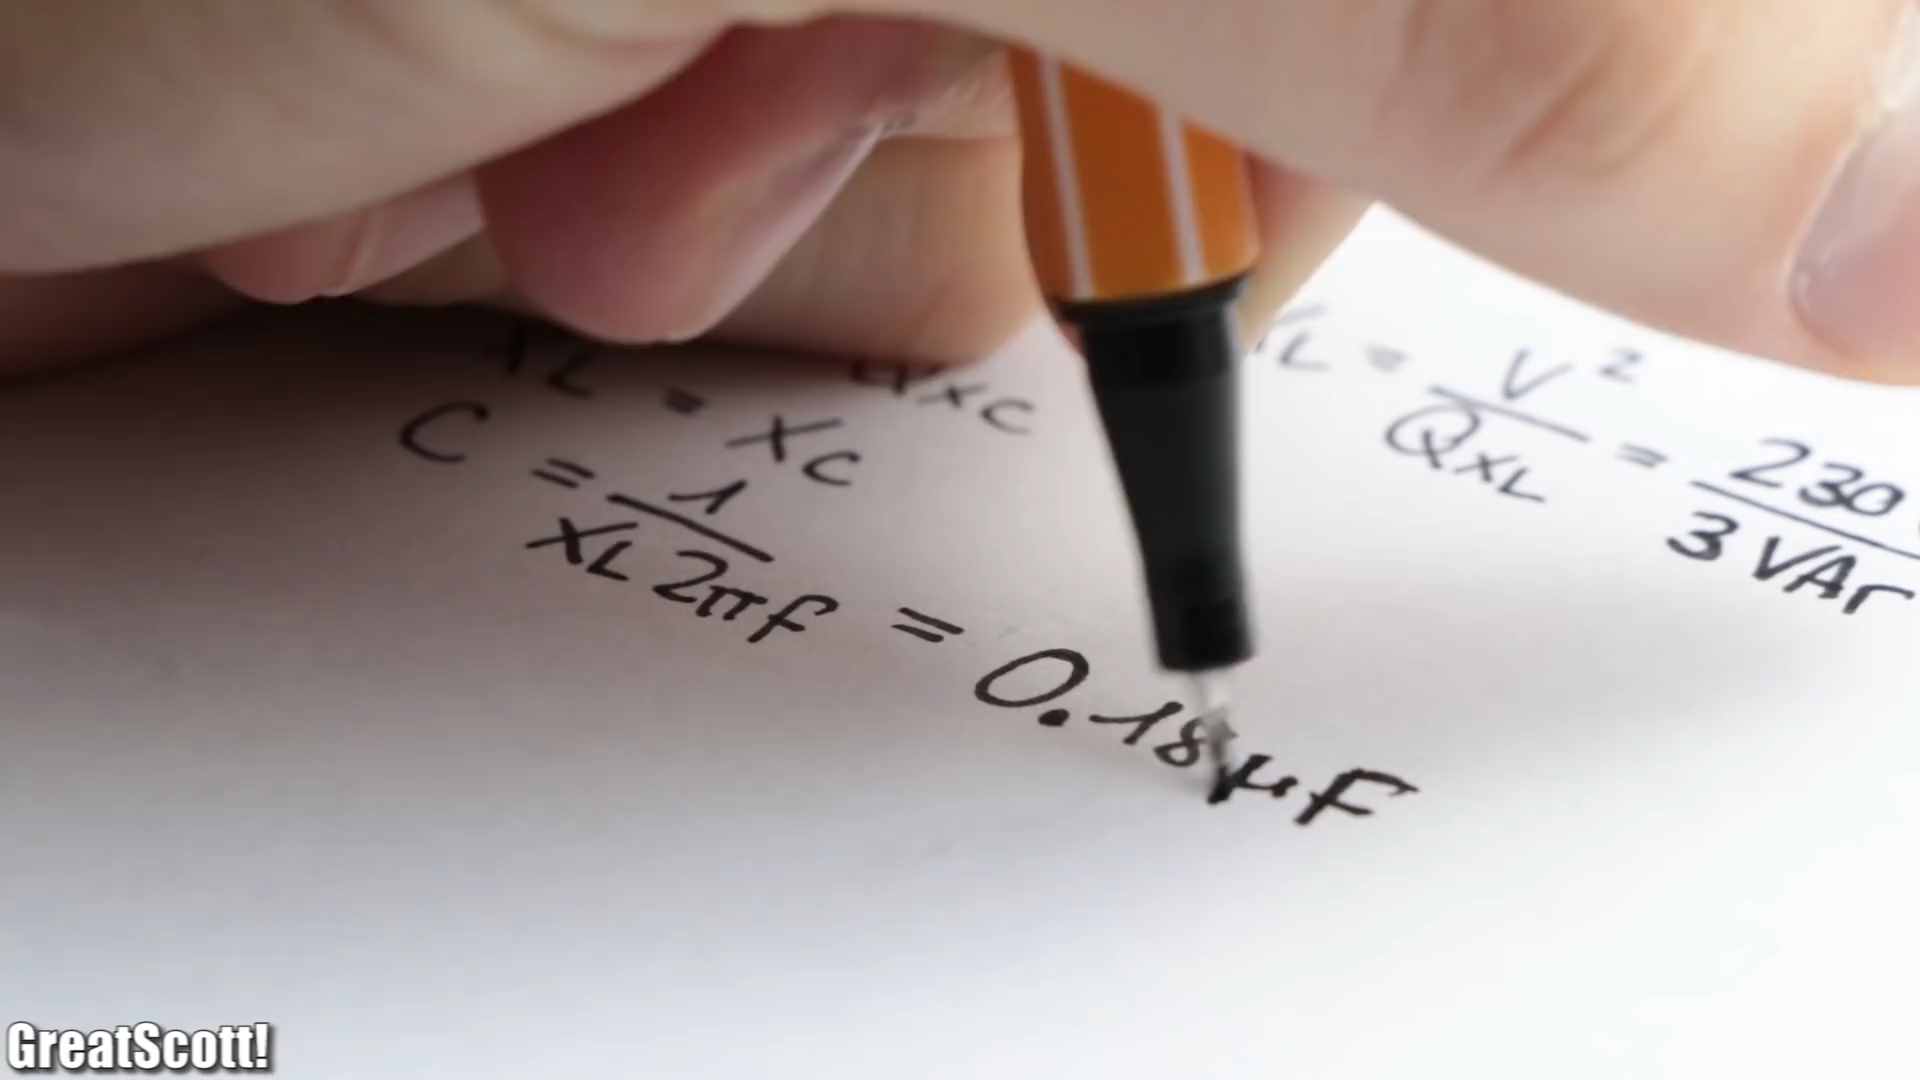 XL = XC
C = 1 / XL 2πf = 0.18µF
XL = V² / QXL = 230 / 3 VAr
GreatScott!